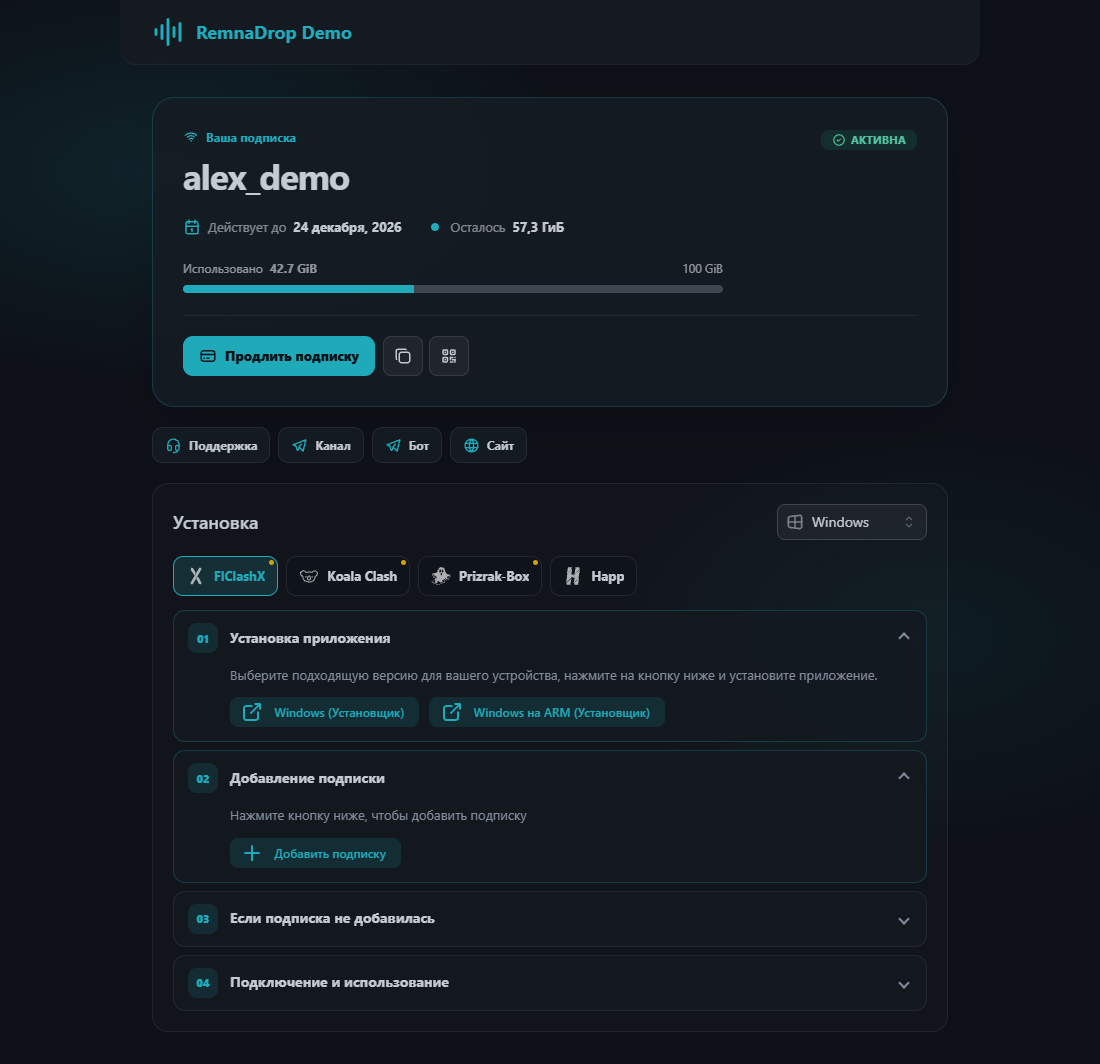 RemnaDrop Demo
Ваша подписка
АКТИВНА
alex_demo
Действует до 24 декабря, 2026 Осталось 57,3 ГиБ
Использовано 42.7 GiB 100 GiB
Продлить подписку
Поддержка Канал Бот Сайт
Установка Windows
FlClashX Koala Clash Prizrak-Box Happ
01 Установка приложения
Выберите подходящую версию для вашего устройства, нажмите на кнопку ниже и установите приложение.
Windows (Установщик) Windows на ARM (Установщик)
02 Добавление подписки
Нажмите кнопку ниже, чтобы добавить подписку
Добавить подписку
03 Если подписка не добавилась
04 Подключение и использование